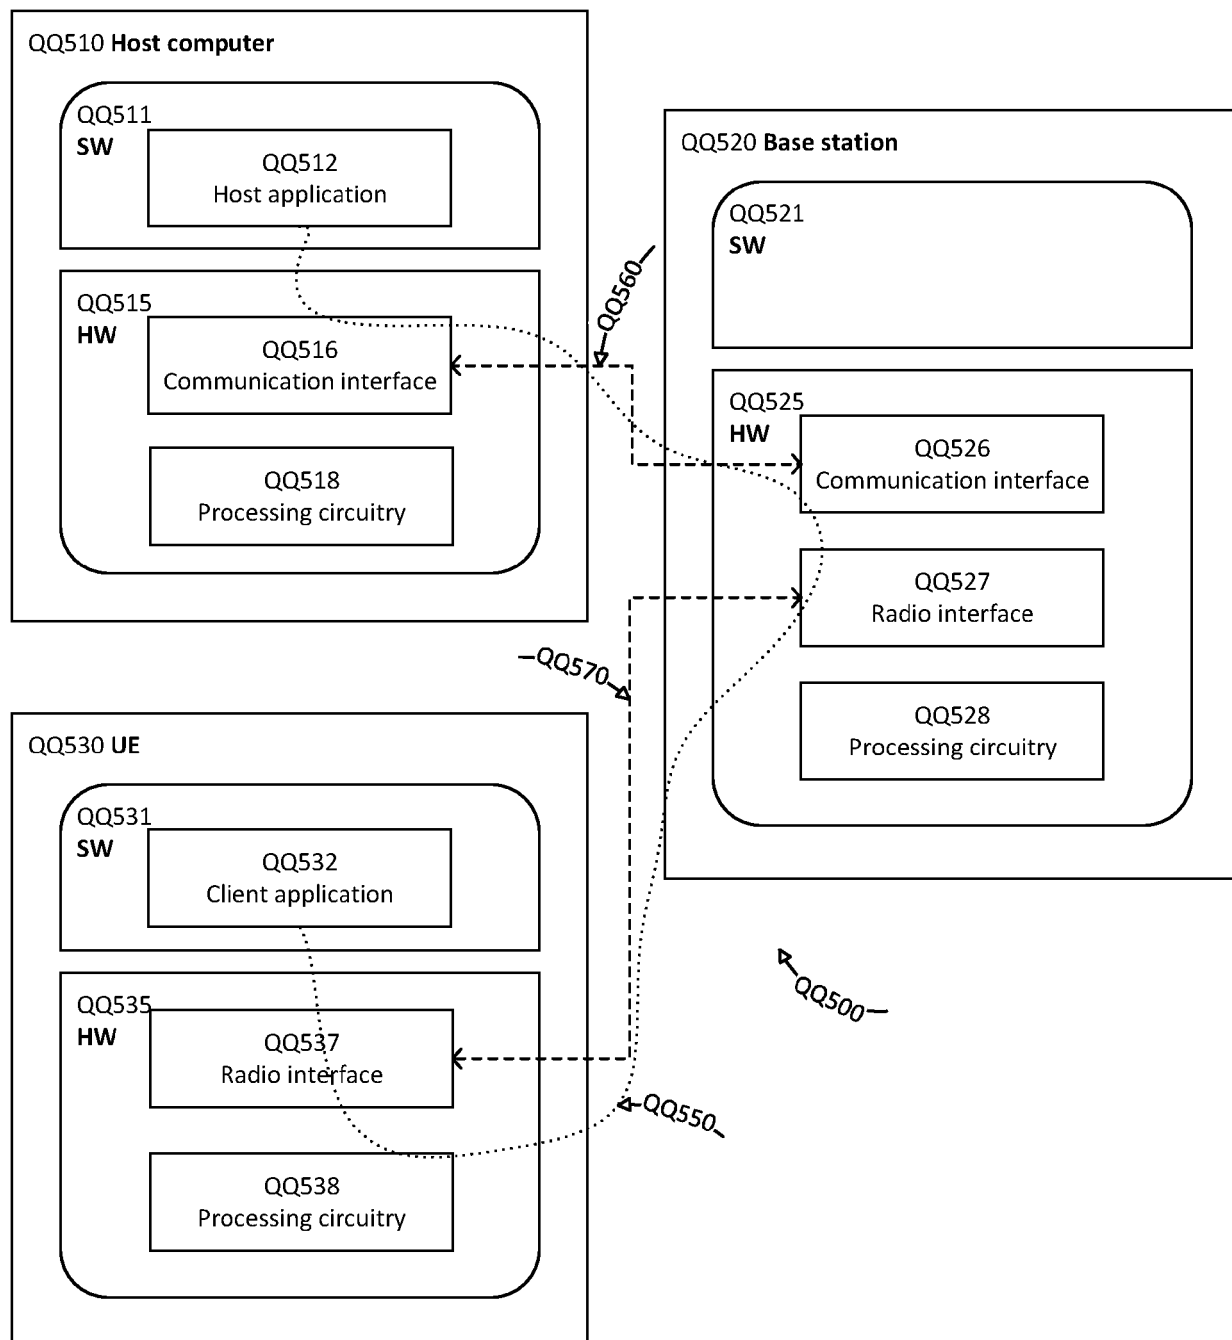 QQ510 Host computer
QQ511
SW
QQ512
Host application
QQ515
HW
QQ516
Communication interface
QQ518
Processing circuitry
QQ560
QQ520 Base station
QQ521
SW
QQ525
HW
QQ526
Communication interface
QQ527
Radio interface
QQ528
Processing circuitry
QQ570
QQ530 UE
QQ531
SW
QQ532
Client application
QQ535
HW
QQ537
Radio interface
QQ538
Processing circuitry
QQ500
QQ550